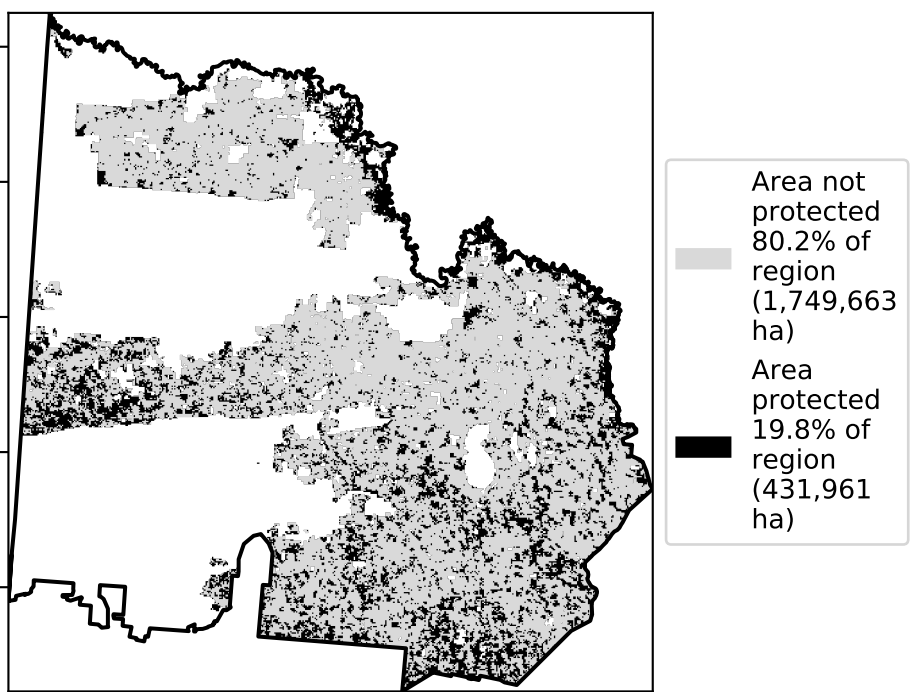 Area not
protected
80.2% of
region
(1,749,663
ha)
Area
protected
19.8% of
region
(431,961
ha)